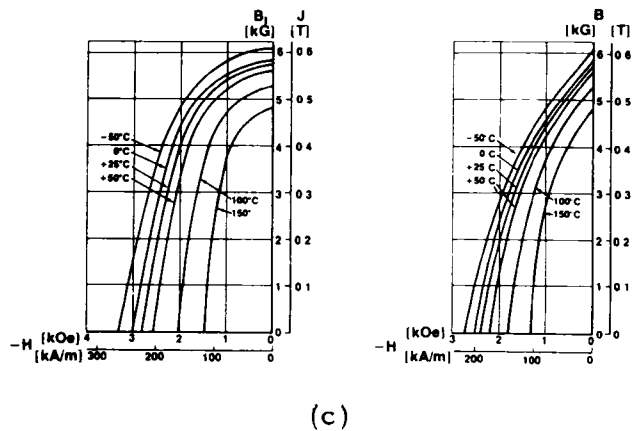 Bⱼ J
[kG] [T]
6 0.6
5 0.5
4 0.4
3 0.3
2 0.2
1 0.1
0 0
-50°C
0°C
+25°C
+50°C
100°C
150°
-H [kOe] 4 3 2 1 0
[kA/m] 300 200 100 0
B
[kG] [T]
6 0.6
5 0.5
4 0.4
3 0.3
2 0.2
1 0.1
0 0
-50°C
0°C
+25°C
+50°C
100°C
150°C
-H [kOe] 3 2 1 0
[kA/m] 200 100 0
(c)